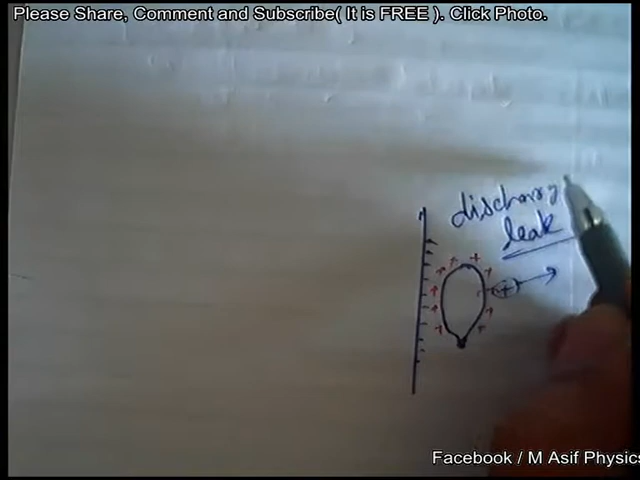 Please Share, Comment and Subscribe( It is FREE ). Click Photo.
discharg
leak
+ + + + + + + + + +
Facebook / M Asif Physics